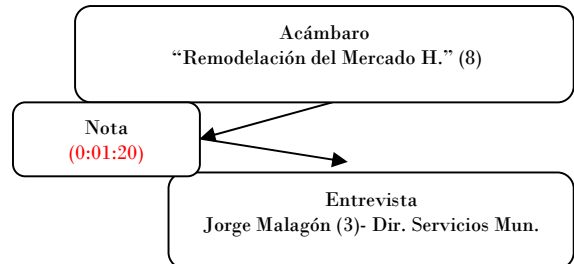 Acámbaro
“Remodelación del Mercado H.” (8)
Nota
(0:01:20)
Entrevista
Jorge Malagón (3)- Dir. Servicios Mun.